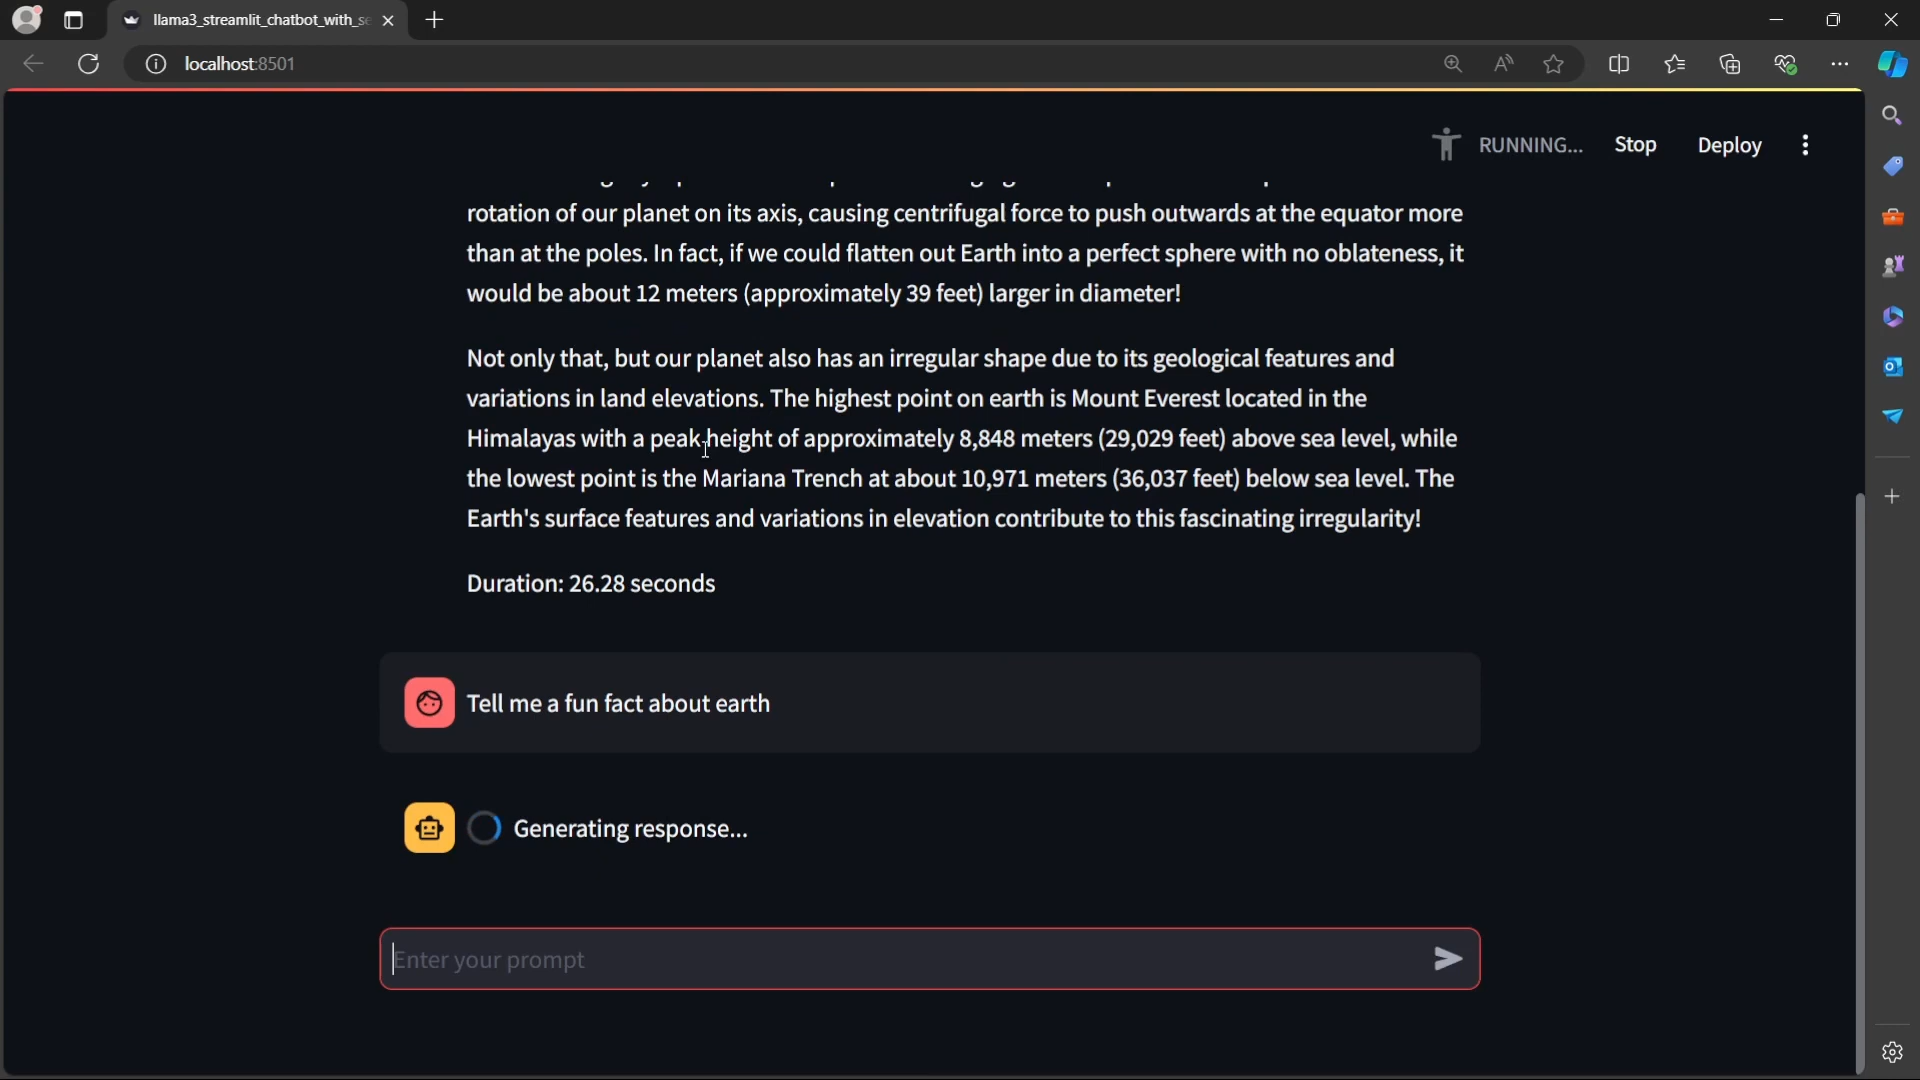 llama3_streamlit_chatbot_with_se
localhost:8501
RUNNING...
Stop
Deploy
rotation of our planet on its axis, causing centrifugal force to push outwards at the equator more
than at the poles. In fact, if we could flatten out Earth into a perfect sphere with no oblateness, it
would be about 12 meters (approximately 39 feet) larger in diameter!
Not only that, but our planet also has an irregular shape due to its geological features and
variations in land elevations. The highest point on earth is Mount Everest located in the
Himalayas with a peak height of approximately 8,848 meters (29,029 feet) above sea level, while
the lowest point is the Mariana Trench at about 10,971 meters (36,037 feet) below sea level. The
Earth's surface features and variations in elevation contribute to this fascinating irregularity!
Duration: 26.28 seconds
Tell me a fun fact about earth
Generating response...
Enter your prompt